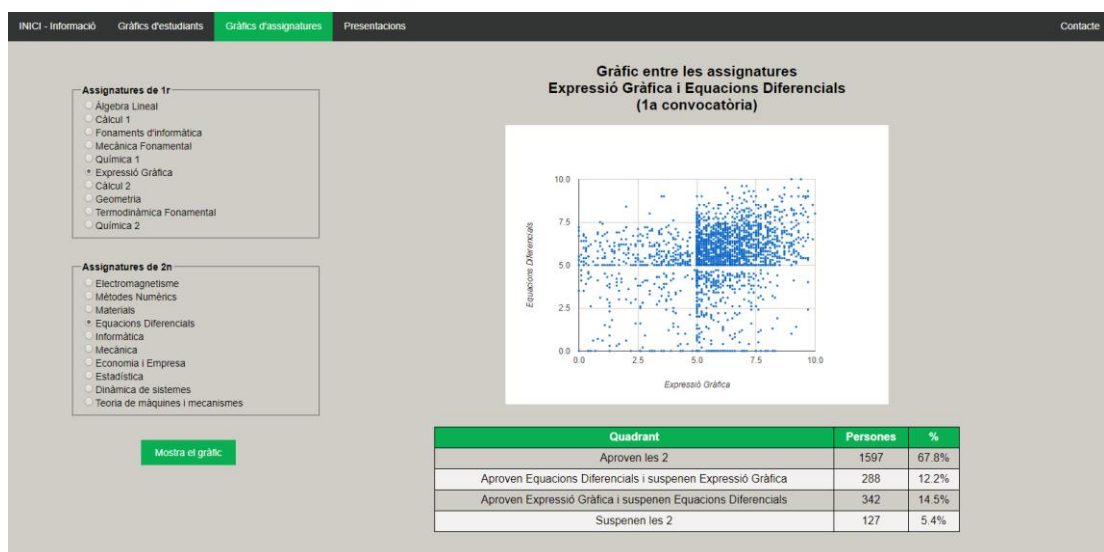 INICI - Informació Gràfics d'estudiants Gràfics d'assignatures Presentacions Contacte
Assignatures de 1r
Àlgebra Lineal
Càlcul 1
Fonaments d'informàtica
Mecànica Fonamental
Química 1
Expressió Gràfica
Càlcul 2
Geometria
Termodinàmica Fonamental
Química 2
Assignatures de 2n
Electromagnetisme
Mètodes Numèrics
Materials
Equacions Diferencials
Informàtica
Mecànica
Economia i Empresa
Estadística
Dinàmica de sistemes
Teoria de màquines i mecanismes
Mostra el gràfic
Gràfic entre les assignatures
Expressió Gràfica i Equacions Diferencials
(1a convocatòria)
10.0
7.5
5.0
2.5
0.0
Equacions Diferencials
0.0 2.5 5.0 7.5 10.0
Expressió Gràfica
Quadrant Persones %
Aproven les 2 1597 67.8%
Aproven Equacions Diferencials i suspenen Expressió Gràfica 288 12.2%
Aproven Expressió Gràfica i suspenen Equacions Diferencials 342 14.5%
Suspenen les 2 127 5.4%